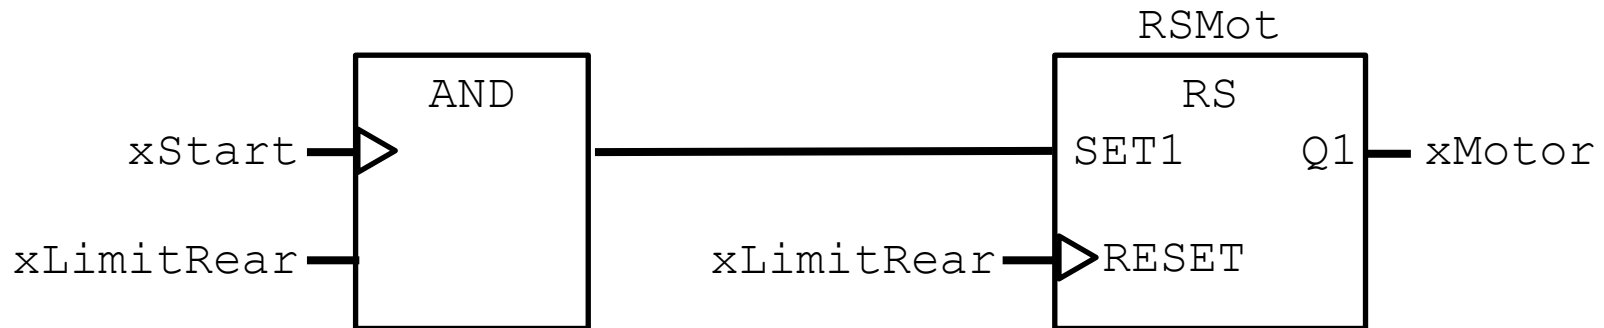 RSMot
AND
RS
xStart
SET1
Q1
xMotor
xLimitRear
xLimitRear
RESET